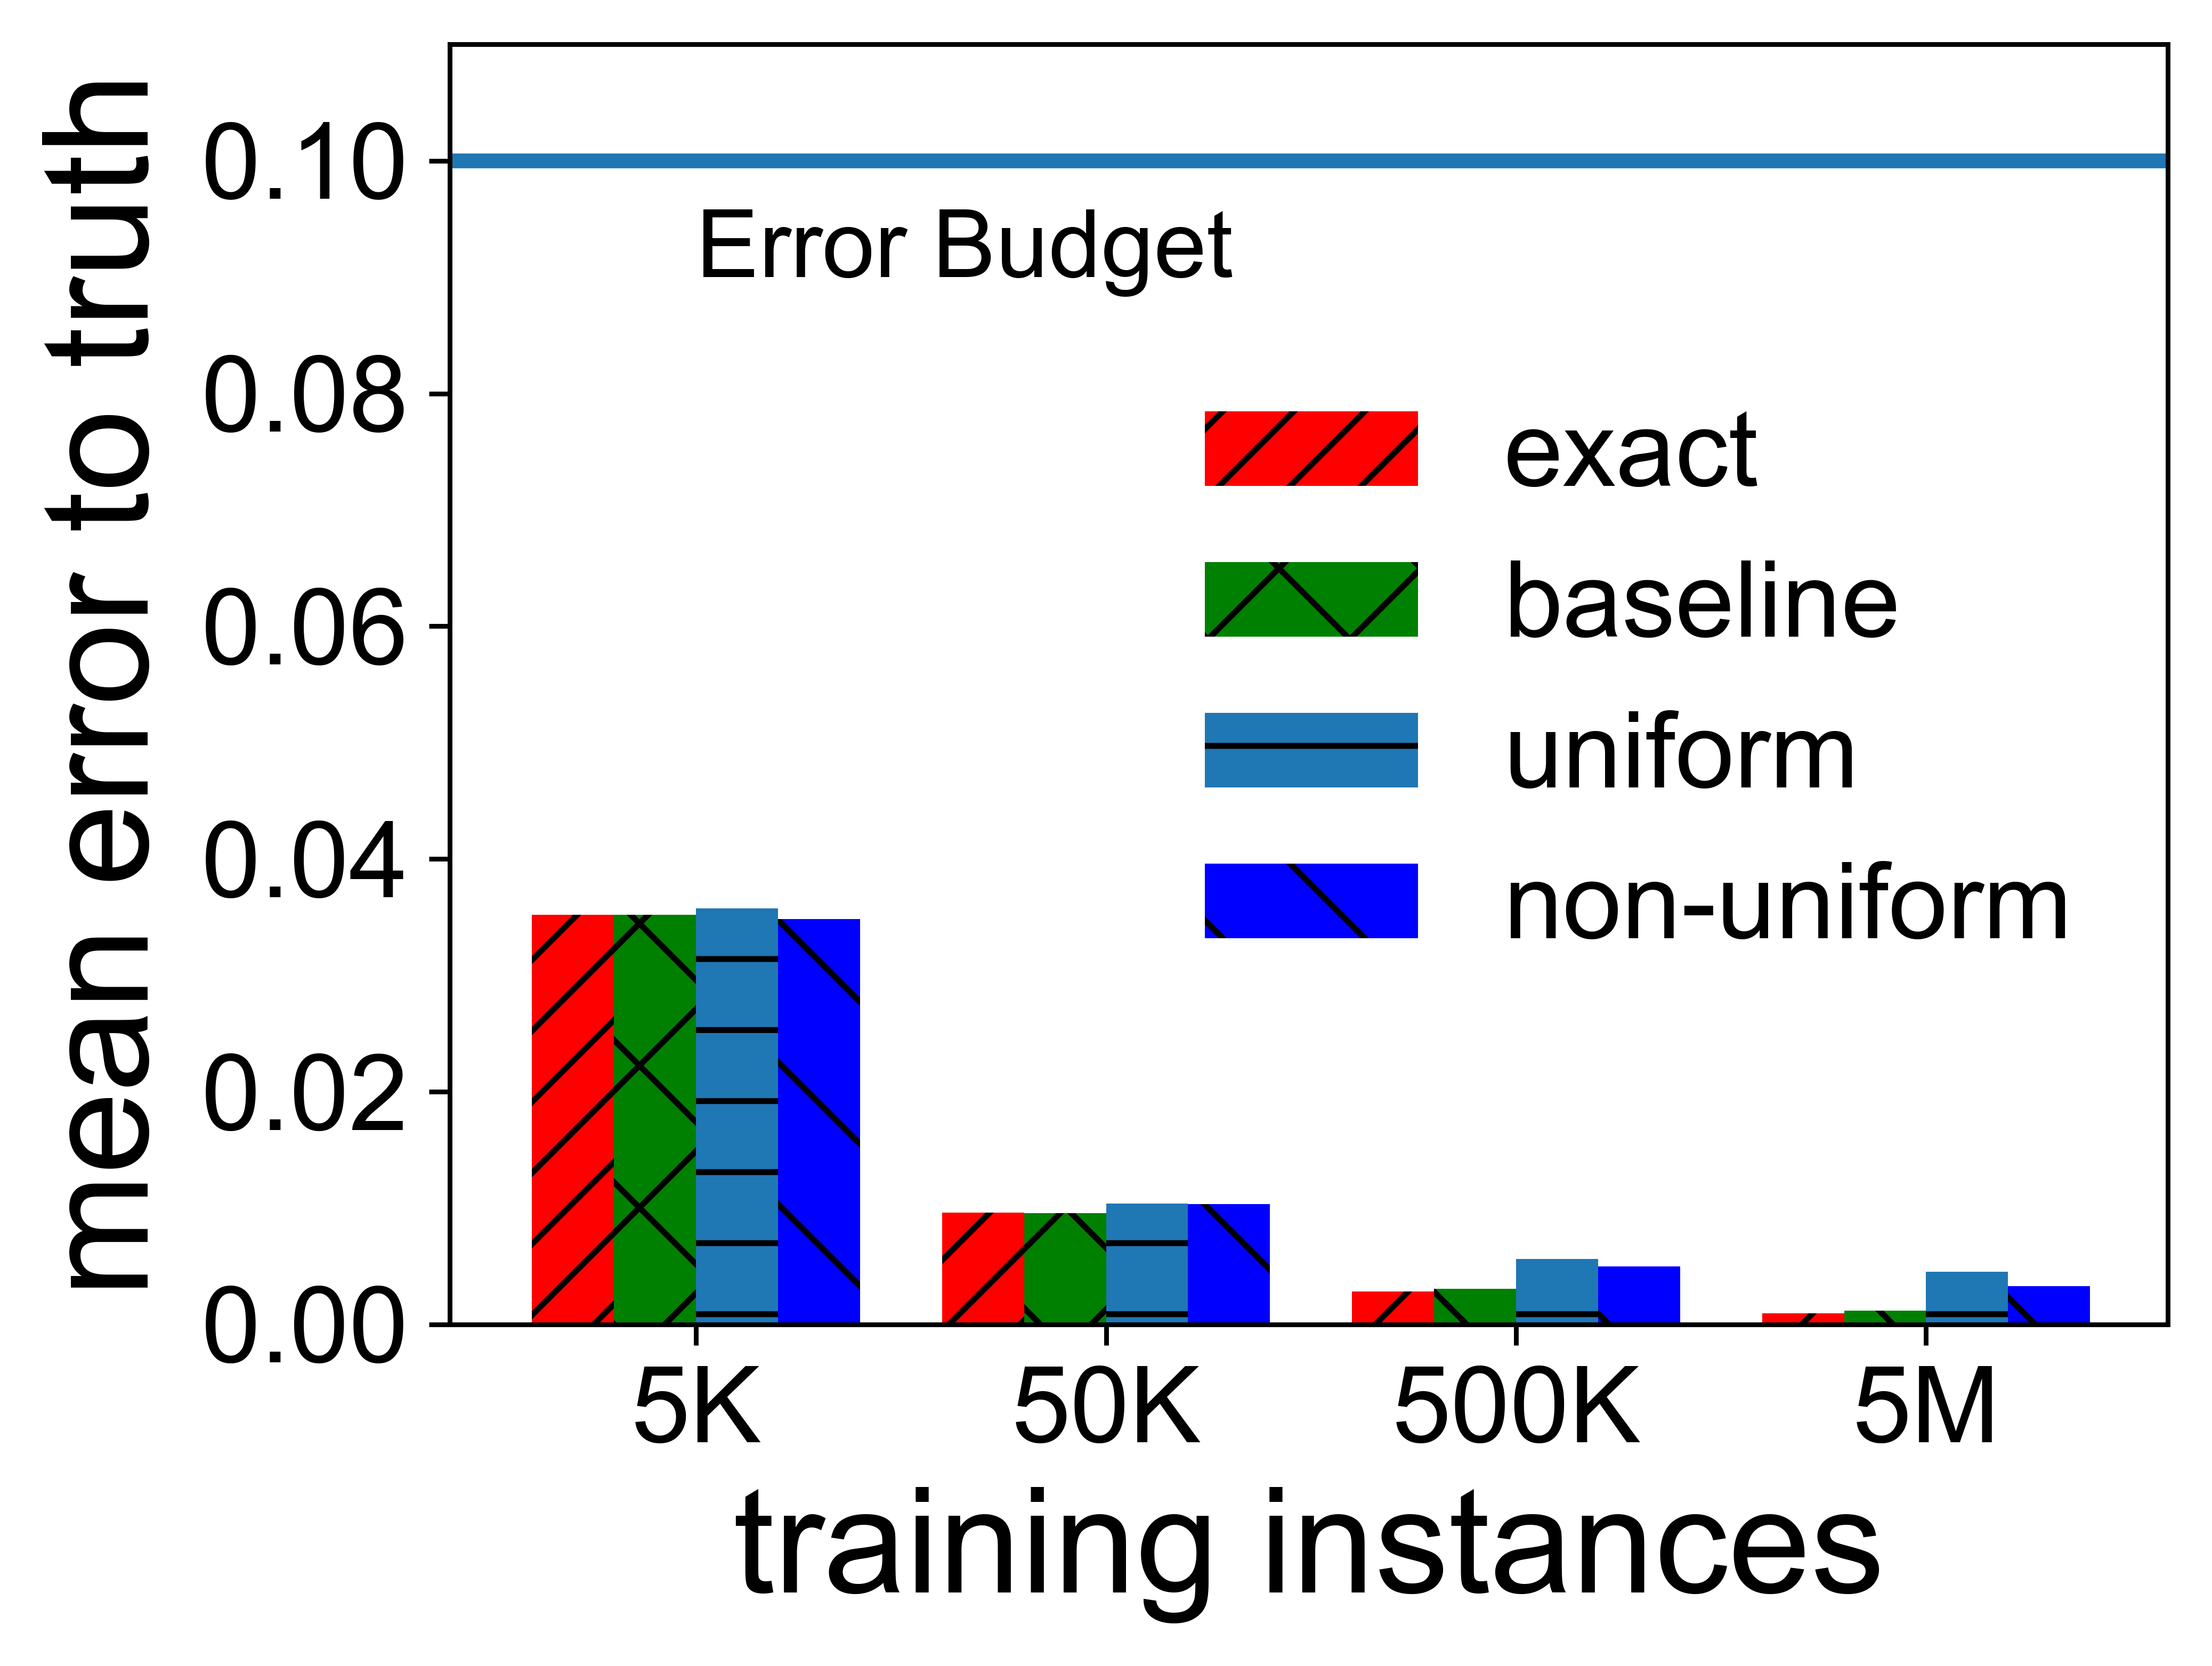 mean error to truth
0.10
0.08
0.06
0.04
0.02
0.00
Error Budget
exact
baseline
uniform
non-uniform
5K 50K 500K 5M
training instances